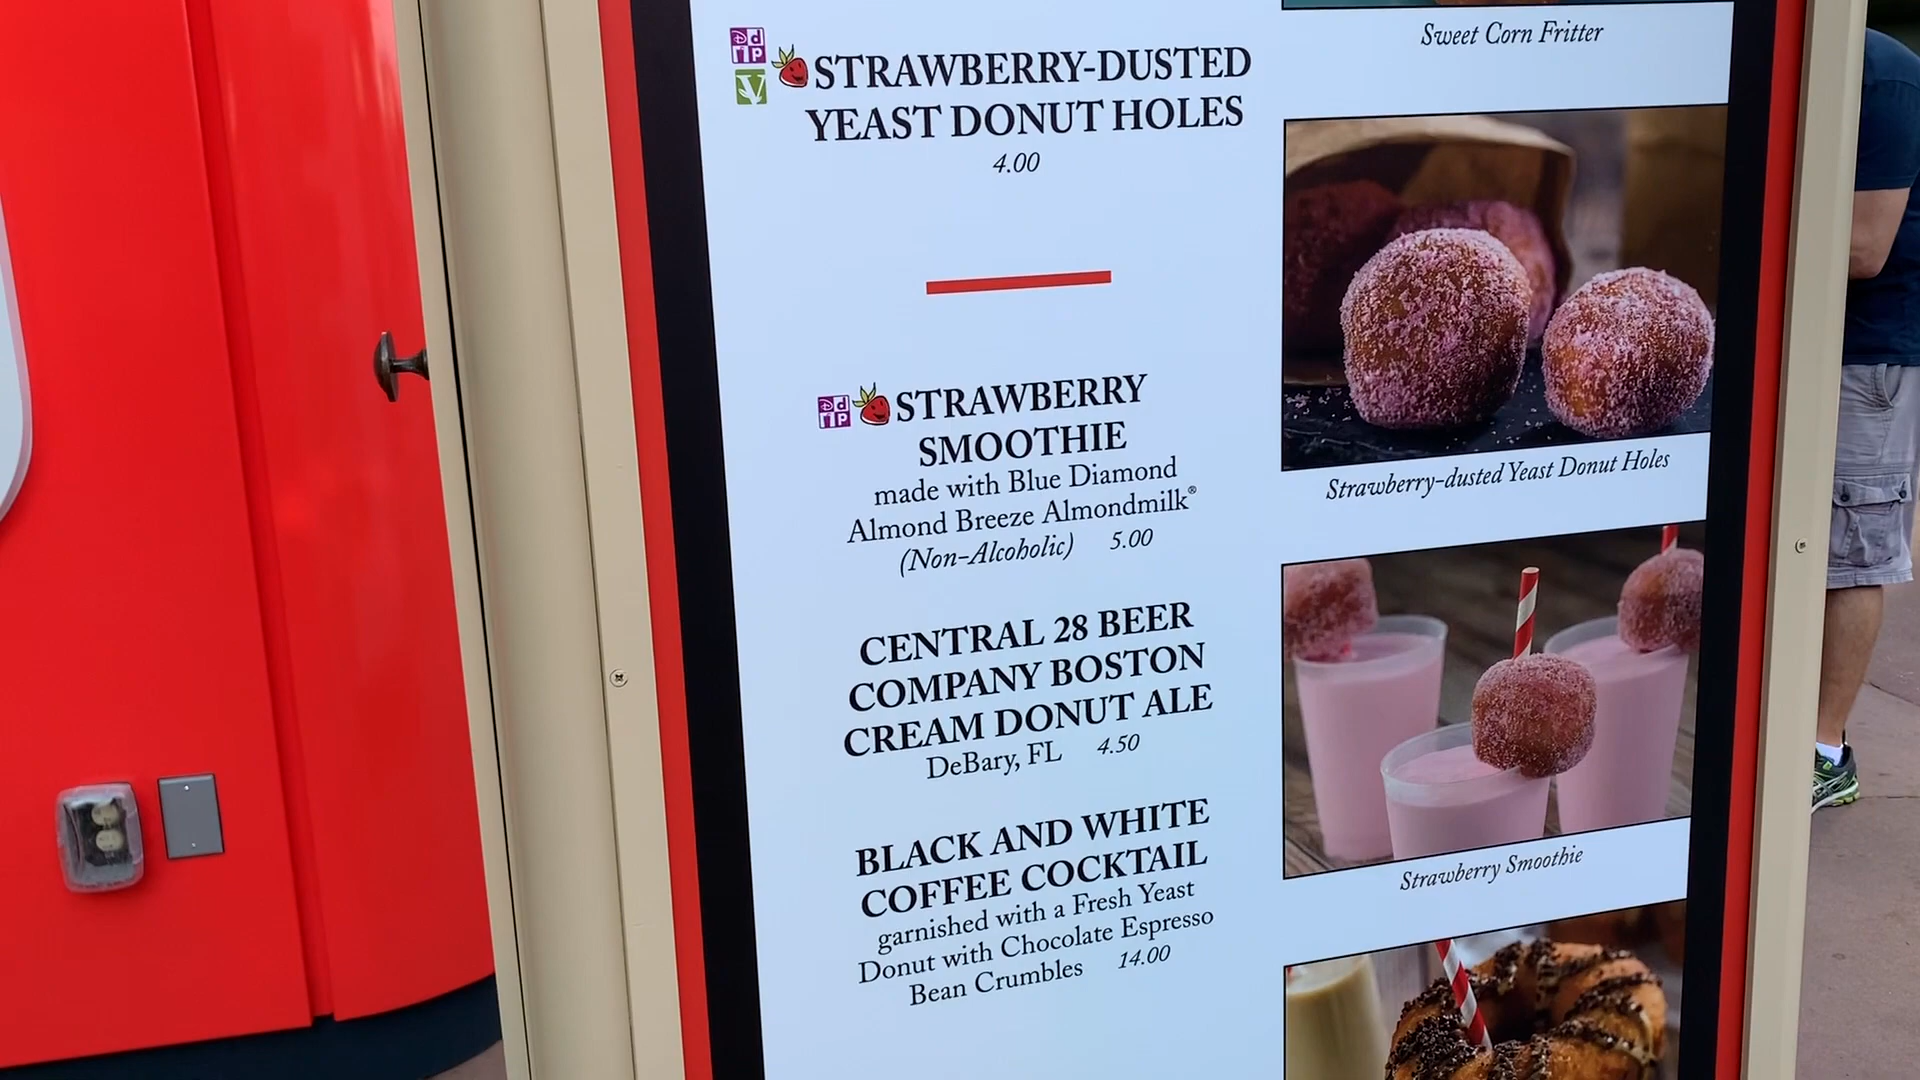 STRAWBERRY-DUSTED
YEAST DONUT HOLES
4.00
STRAWBERRY
SMOOTHIE
made with Blue Diamond
Almond Breeze Almondmilk®
(Non-Alcoholic) 5.00
CENTRAL 28 BEER
COMPANY BOSTON
CREAM DONUT ALE
DeBary, FL 4.50
BLACK AND WHITE
COFFEE COCKTAIL
garnished with a Fresh Yeast
Donut with Chocolate Espresso
Bean Crumbles 14.00
Sweet Corn Fritter
Strawberry-dusted Yeast Donut Holes
Strawberry Smoothie